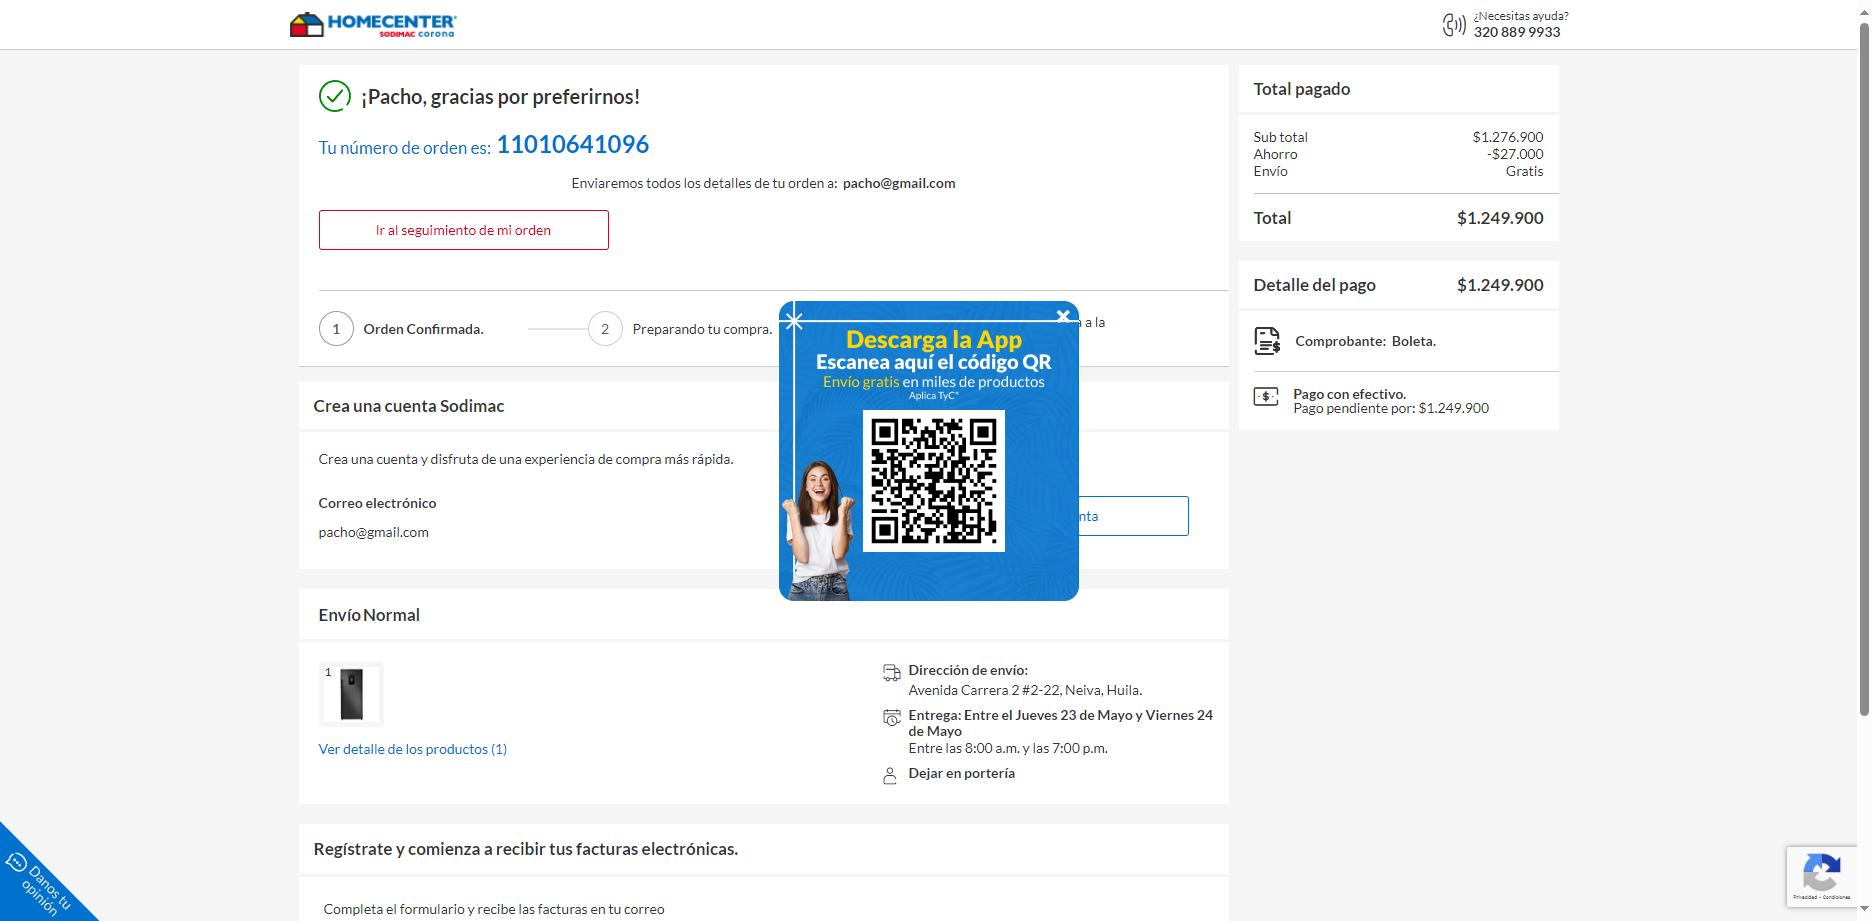 HOMECENTER
SODIMAC corona
¿Necesitas ayuda?
320 889 9933
¡Pacho, gracias por preferirnos!
Tu número de orden es: 11010641096
Enviaremos todos los detalles de tu orden a: pacho@gmail.com
Ir al seguimiento de mi orden
1 Orden Confirmada.
2 Preparando tu compra.
a la
Crea una cuenta Sodimac
Crea una cuenta y disfruta de una experiencia de compra más rápida.
Correo electrónico
pacho@gmail.com
Descarga la App
Escanea aquí el código QR
Envío gratis en miles de productos
Aplica TyC*
Envío Normal
1
Ver detalle de los productos (1)
Dirección de envío:
Avenida Carrera 2 #2-22, Neiva, Huila.
Entrega: Entre el Jueves 23 de Mayo y Viernes 24
de Mayo
Entre las 8:00 a.m. y las 7:00 p.m.
Dejar en portería
Regístrate y comienza a recibir tus facturas electrónicas.
Completa el formulario y recibe las facturas en tu correo
Total pagado
Sub total $1.276.900
Ahorro -$27.000
Envío Gratis
Total $1.249.900
Detalle del pago $1.249.900
Comprobante: Boleta.
Pago con efectivo.
Pago pendiente por: $1.249.900
Danos tu
opinión
Privacidad - Condiciones